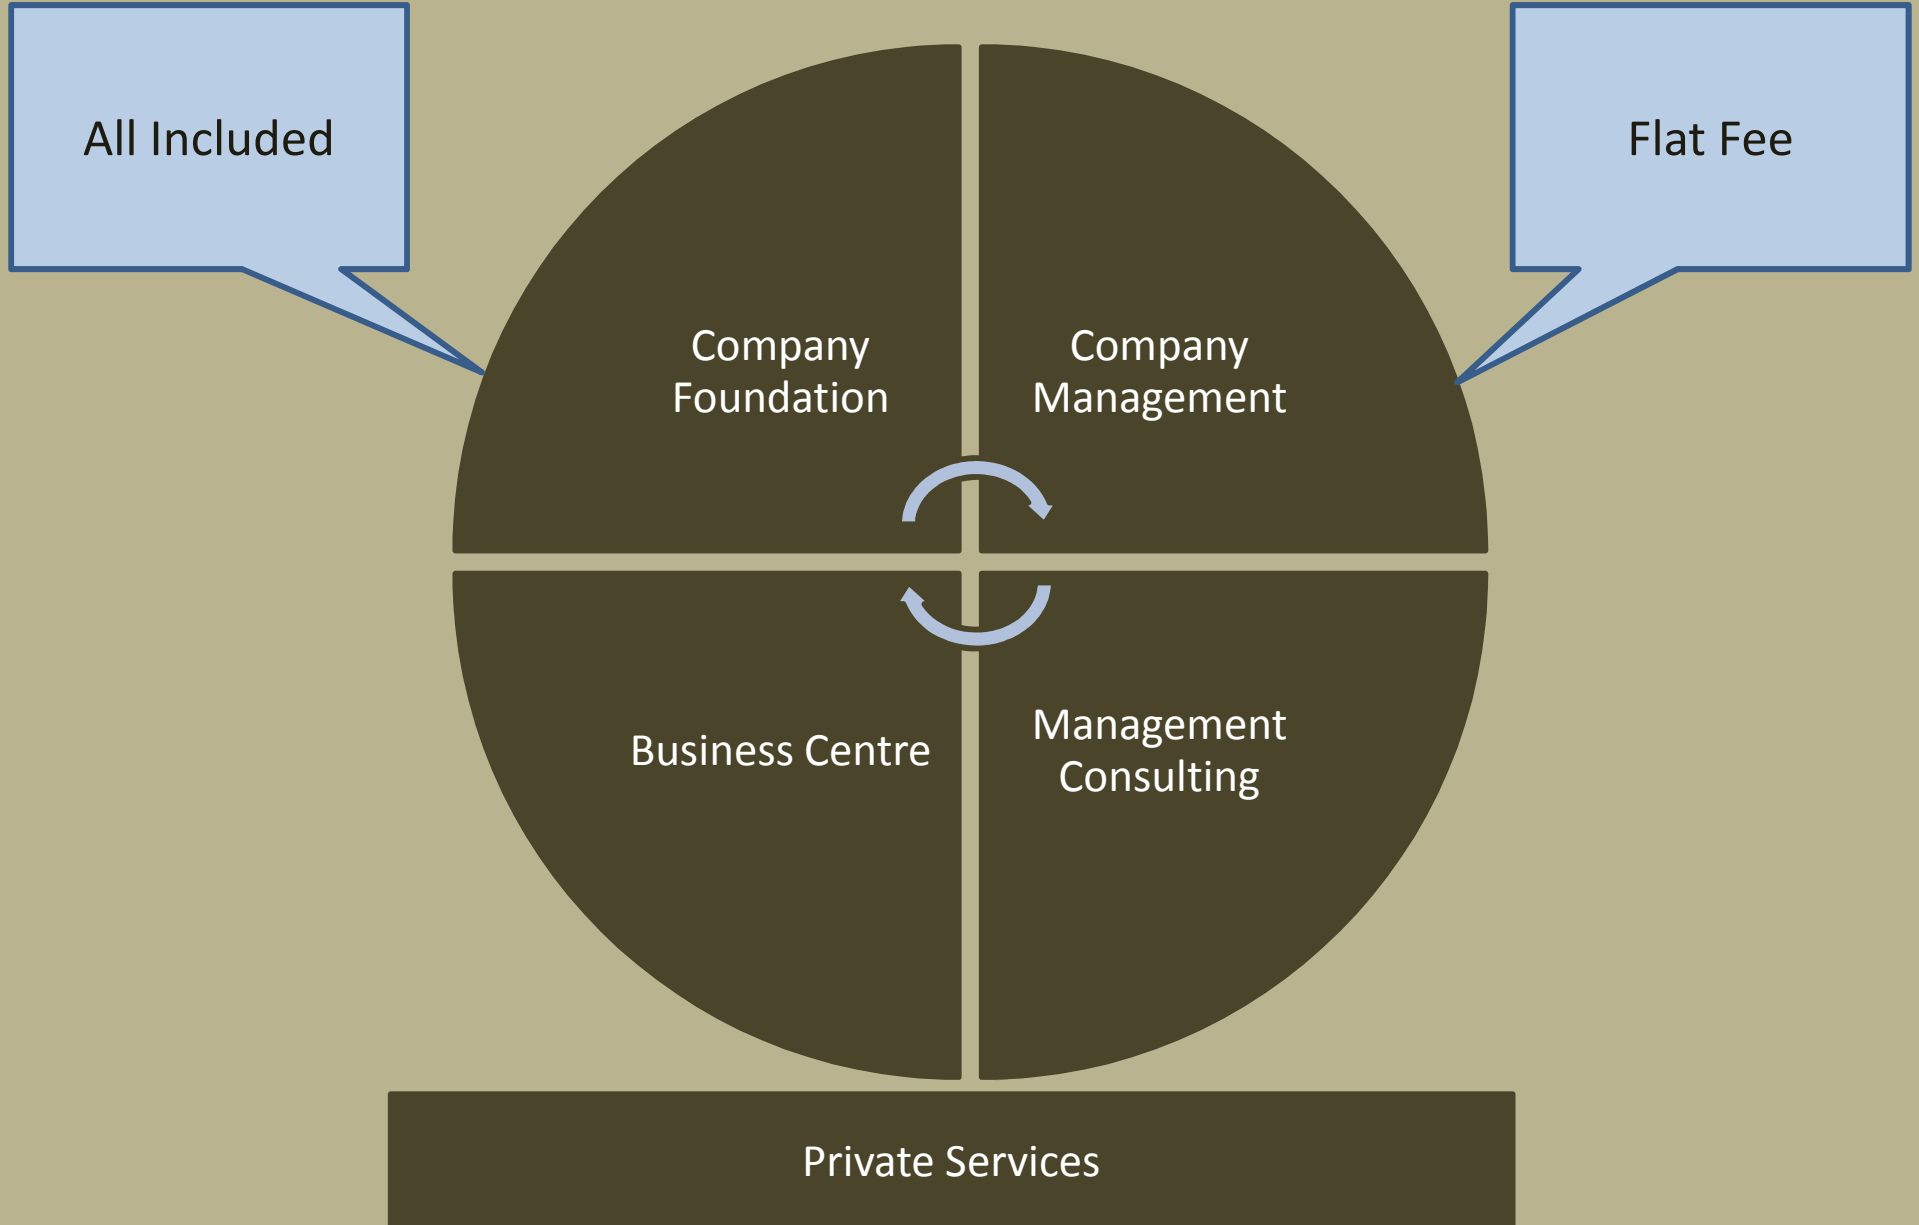 All Included
Flat Fee
Company
Foundation
Company
Management
Business Centre
Management
Consulting
Private Services